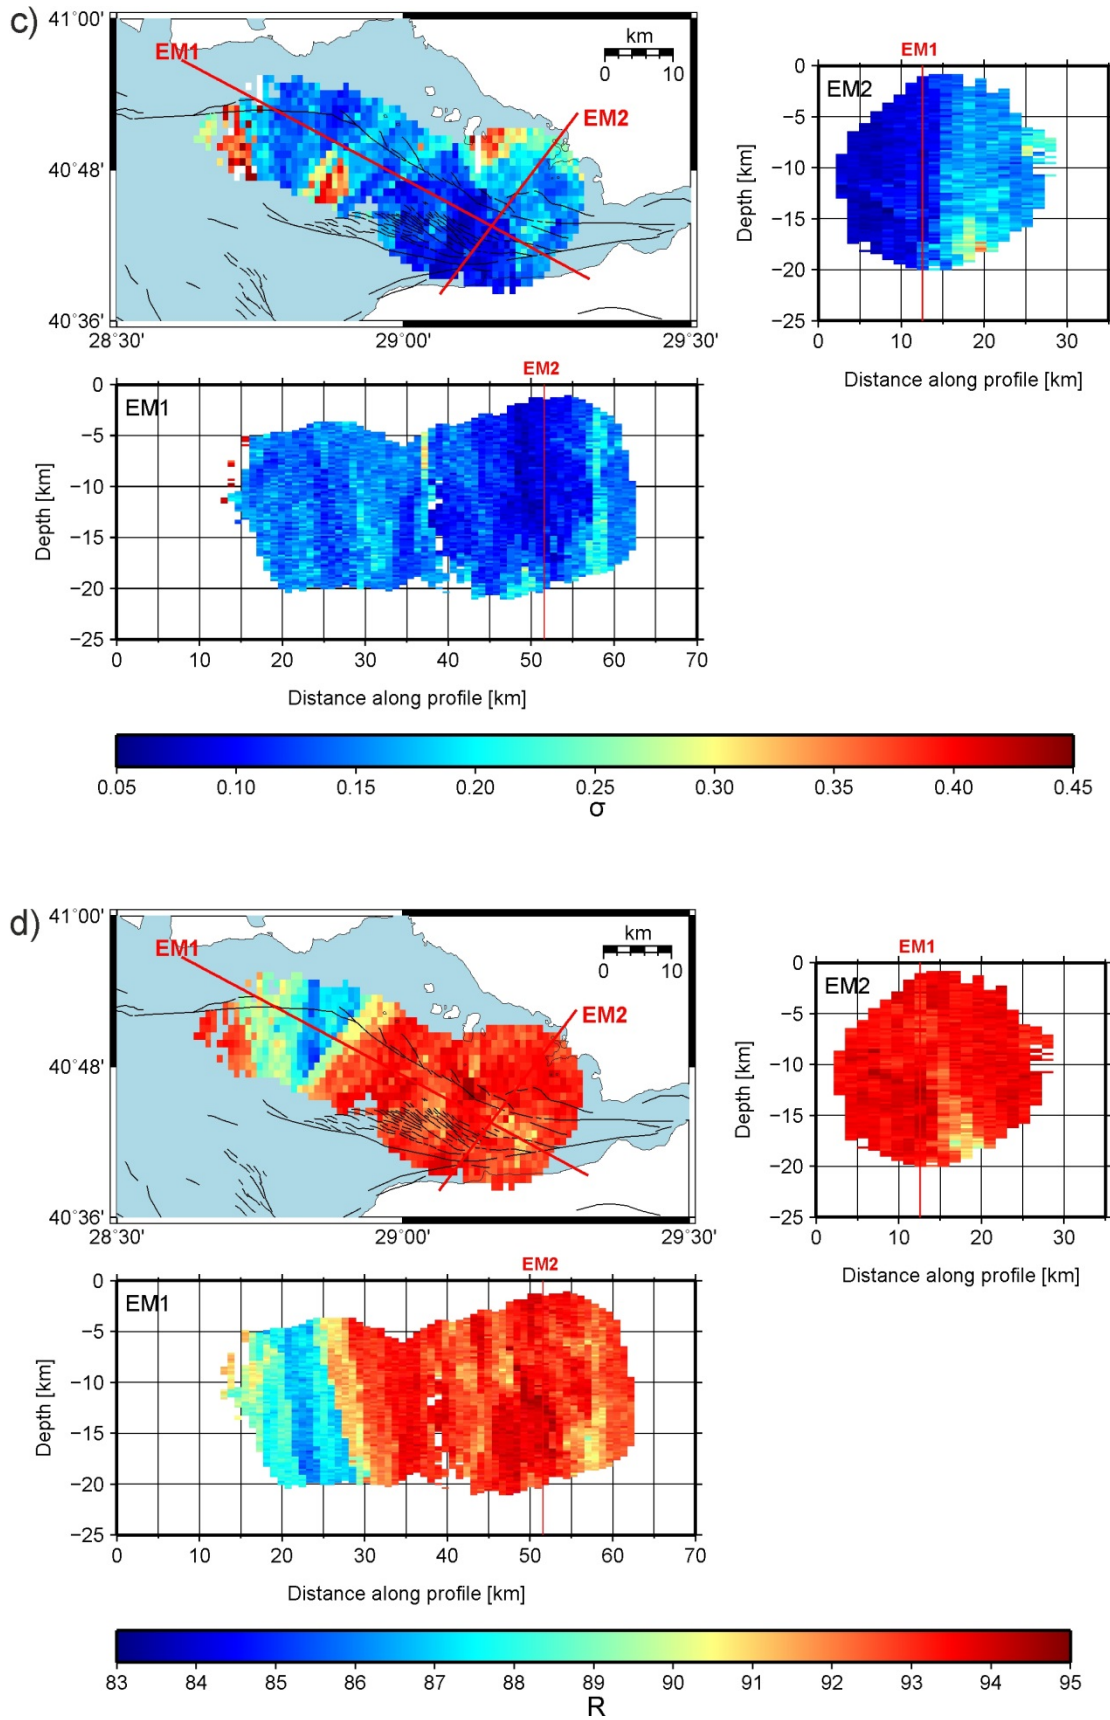 c)
41°00'
40°48'
40°36'
28°30'
29°00'
29°30'
EM1
EM2
km
0 10
EM1
EM2
0
−5
−10
−15
−20
−25
Depth [km]
0 10 20 30
Distance along profile [km]
EM2
EM1
0
−5
−10
−15
−20
−25
Depth [km]
0 10 20 30 40 50 60 70
Distance along profile [km]
0.05 0.10 0.15 0.20 0.25 0.30 0.35 0.40 0.45
σ
d)
41°00'
40°48'
40°36'
28°30'
29°00'
29°30'
EM1
EM2
km
0 10
EM1
EM2
0
−5
−10
−15
−20
−25
Depth [km]
0 10 20 30
Distance along profile [km]
EM2
EM1
0
−5
−10
−15
−20
−25
Depth [km]
0 10 20 30 40 50 60 70
Distance along profile [km]
83 84 85 86 87 88 89 90 91 92 93 94 95
R